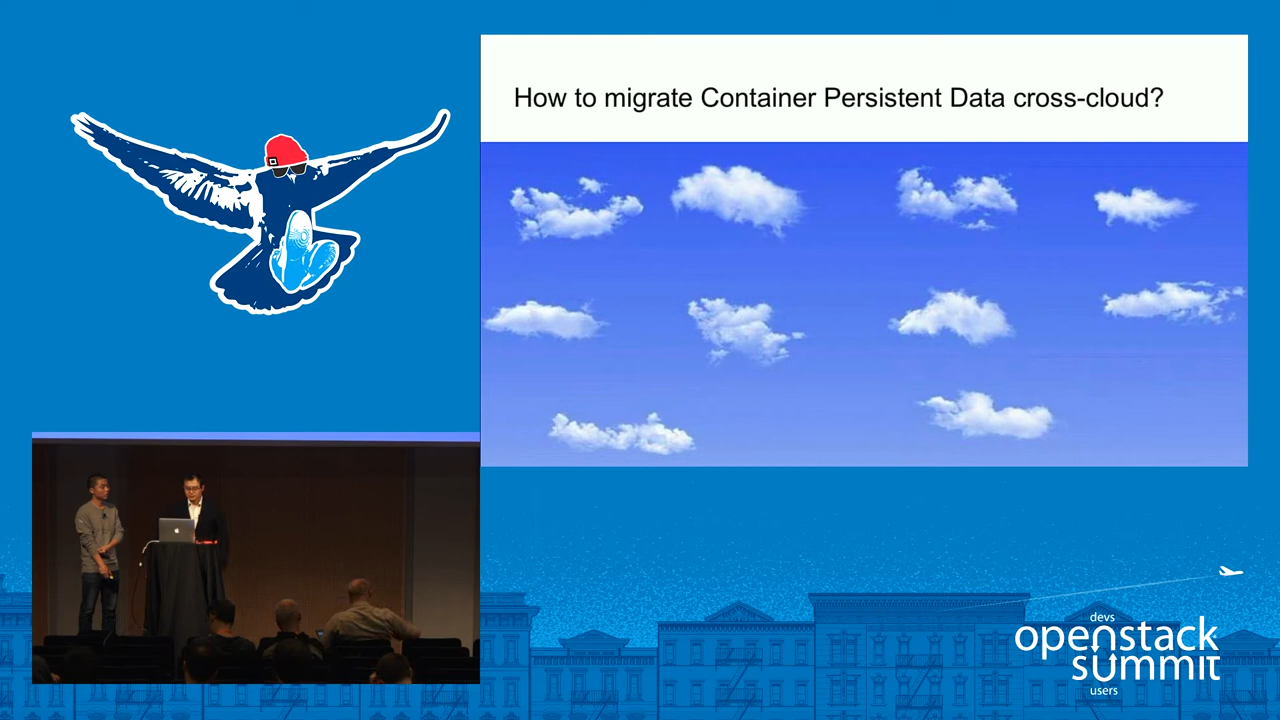 How to migrate Container Persistent Data cross-cloud?
devs
openstack
summit
users